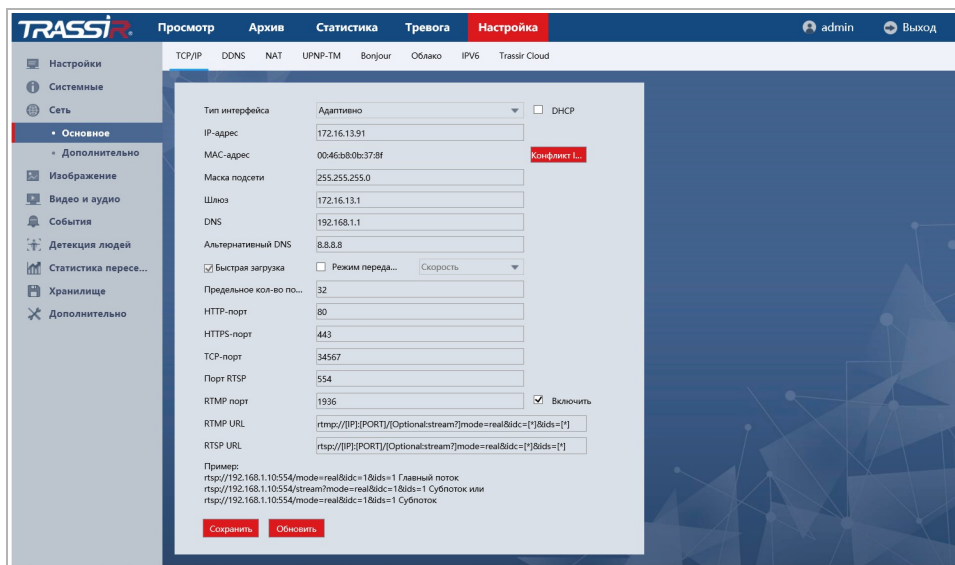 TRASSIR
Просмотр Архив Статистика Тревога Настройка admin Выход
TCP/IP DDNS NAT UPNP-TM Bonjour Облако IPV6 Trassir Cloud
Настройки
Системные
Сеть
• Основное
• Дополнительно
Изображение
Видео и аудио
События
Детекция людей
Статистика пересе...
Хранилище
Дополнительно
Тип интерфейса Адаптивно DHCP
IP-адрес 172.16.13.91
MAC-адрес 00:46:b8:0b:37:8f Конфликт I...
Маска подсети 255.255.255.0
Шлюз 172.16.13.1
DNS 192.168.1.1
Альтернативный DNS 8.8.8.8
Быстрая загрузка Режим переда... Скорость
Предельное кол-во по... 32
HTTP-порт 80
HTTPS-порт 443
TCP-порт 34567
Порт RTSP 554
RTMP порт 1936 Включить
RTMP URL rtmp://[IP]:[PORT]/[Optional:stream?]mode=real&idc=[*]&ids=[*]
RTSP URL rtsp://[IP]:[PORT]/[Optional:stream?]mode=real&idc=[*]&ids=[*]
Пример:
rtsp://192.168.1.10:554/mode=real&idc=1&ids=1 Главный поток
rtsp://192.168.1.10:554/stream?mode=real&idc=1&ids=1 Субпоток или
rtsp://192.168.1.10:554/mode=real&idc=1&ids=1 Субпоток
Сохранить Обновить